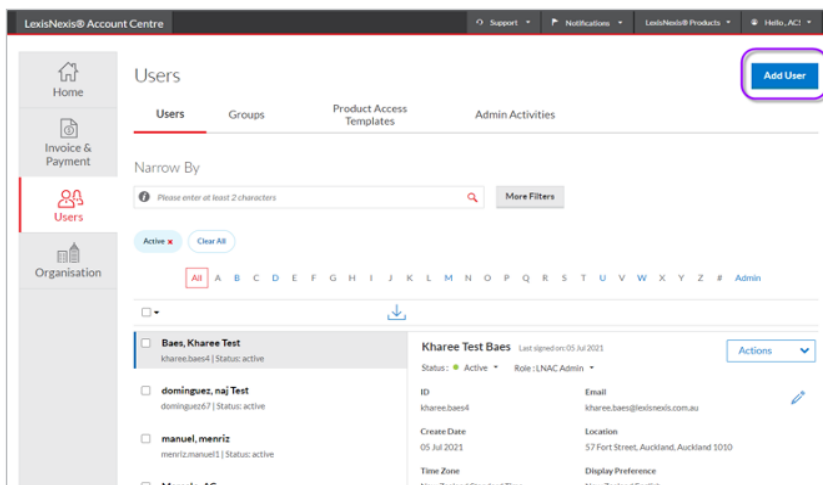 LexisNexis® Account Centre
Support
Notifications
LexisNexis® Products
Hello, AC!
Home
Invoice &
Payment
Users
Organisation
Users
Add User
Users
Groups
Product Access
Templates
Admin Activities
Narrow By
Please enter at least 2 characters
More Filters
Active x
Clear All
All A B C D E F G H I J K L M N O P Q R S T U V W X Y Z # Admin
Baes, Kharee Test
kharee.baes4 | Status: active
dominguez, naj Test
dominguez67 | Status: active
manuel, menriz
menriz.manuel1 | Status: active
Kharee Test Baes Last signed on: 05 Jul 2021
Actions
Status: Active Role: LNAC Admin
ID
kharee.baes4
Email
kharee.baes@lexisnexis.com.au
Create Date
05 Jul 2021
Location
57 Fort Street, Auckland, Auckland 1010
Time Zone
Display Preference